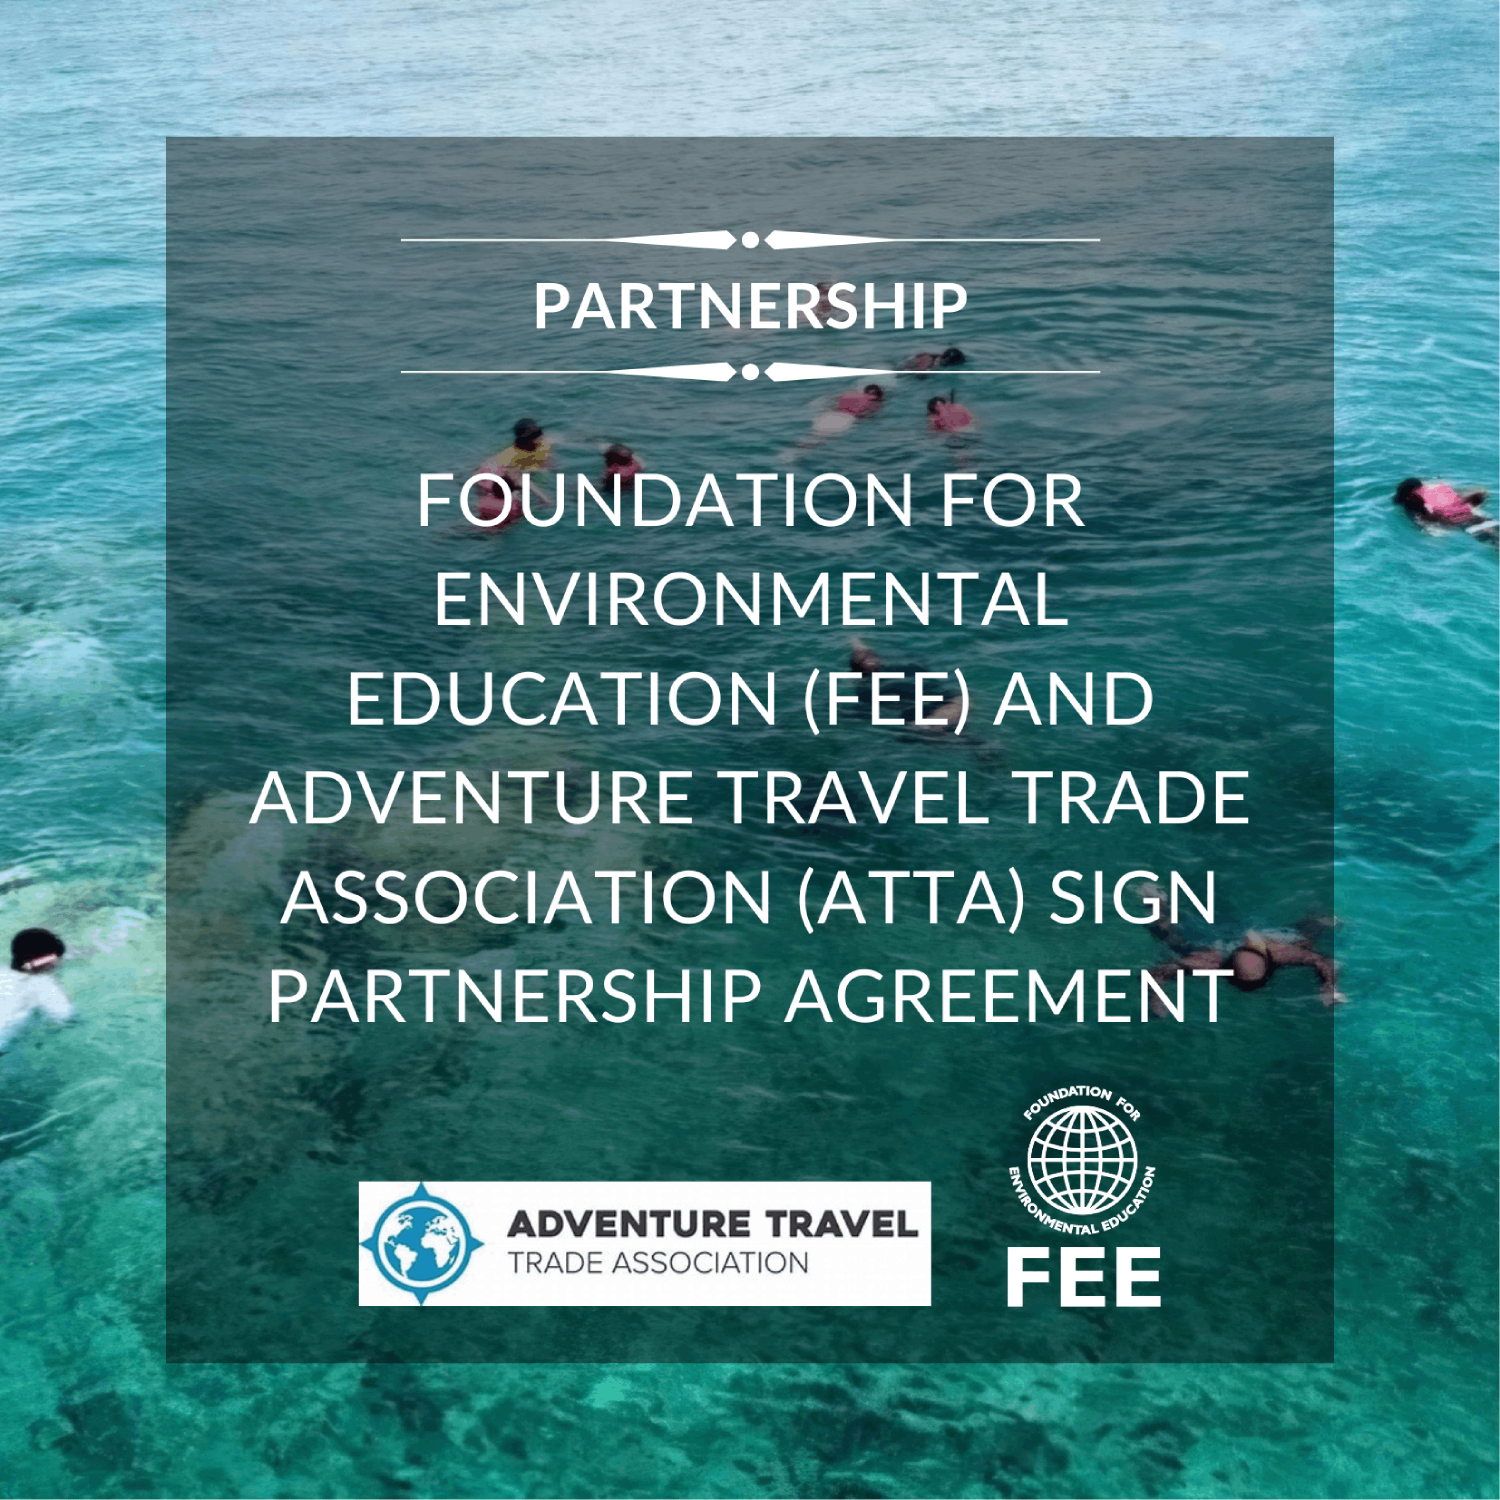 PARTNERSHIP
FOUNDATION FOR
ENVIRONMENTAL
EDUCATION (FEE) AND
ADVENTURE TRAVEL TRADE
ASSOCIATION (ATTA) SIGN
PARTNERSHIP AGREEMENT
ADVENTURE TRAVEL
TRADE ASSOCIATION
FOUNDATION FOR
ENVIRONMENTAL EDUCATION
FEE